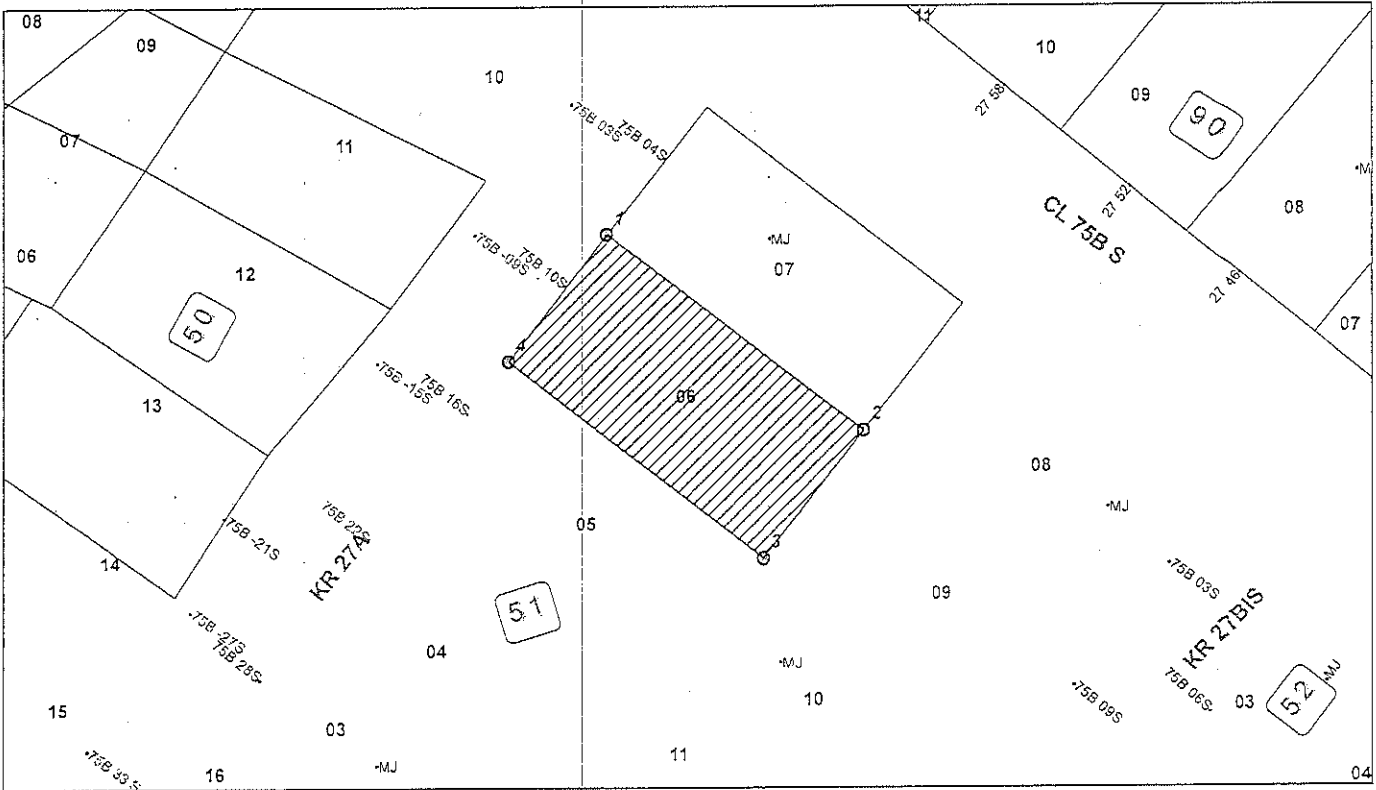 08
09
10
11
10
09
90
08
•M
07
07
11
•75B 03S
75B 04S•
27 58
27 52
27 46
CL 75B S
06
12
50
13
14
15
16
•75B -09S
75B 10S•
1
•MJ
07
4
•75B -15S
75B 16S•
06
2
3
05
08
•MJ
•75B -21S
75B 22S
KR 27A
51
09
•75B 03S
KR 27BIS
•75B -27S
75B 28S•
04
•MJ
10
•75B 09S
75B 06S•
03
52
•MJ
03
•MJ
11
04